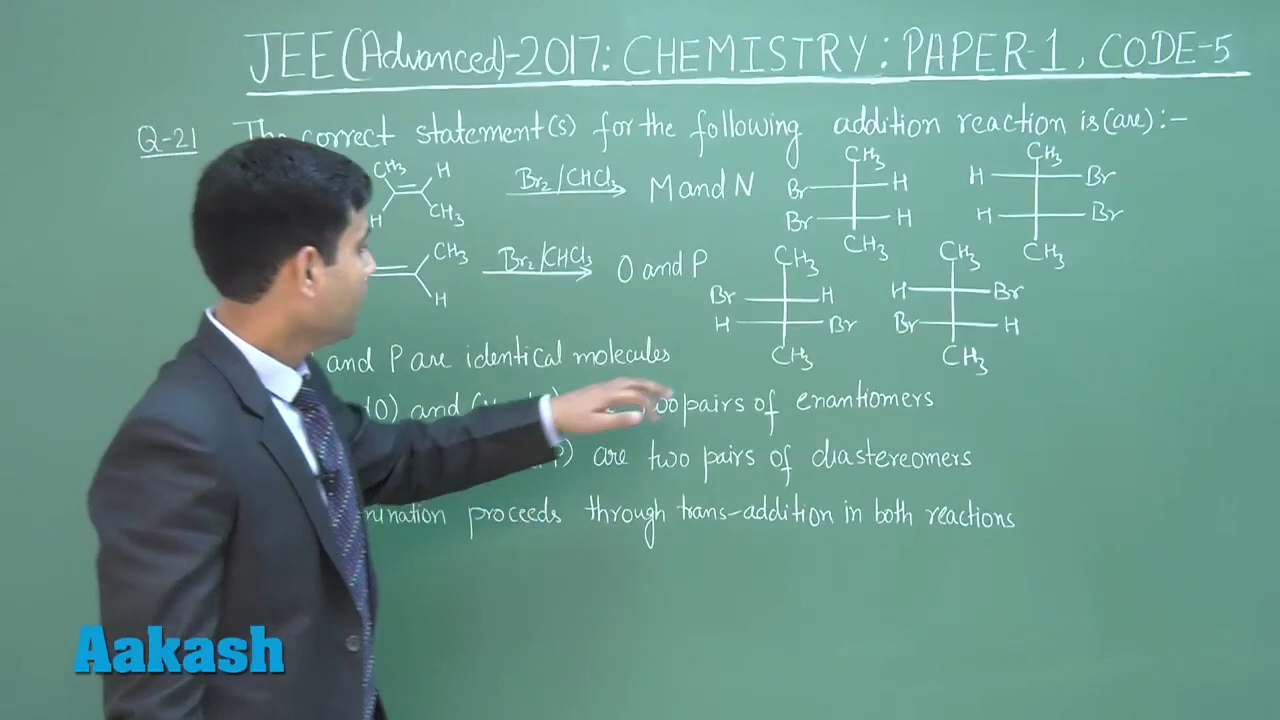 JEE(Advanced)-2017: CHEMISTRY: PAPER-1, CODE-5
Q-21 The correct statement(s) for the following addition reaction is(are):-
CH3 H Br2/CHCl3 M and N CH3 CH3
H CH3 Br H H Br
Br H H Br
CH3 CH3
CH3 Br2/CHCl3 O and P CH3 CH3
H Br H H Br
H Br Br H
CH3 CH3
and P are identical molecules
O) and pairs of enantiomers
P) are two pairs of diastereomers
mination proceeds through trans-addition in both reactions
Aakash